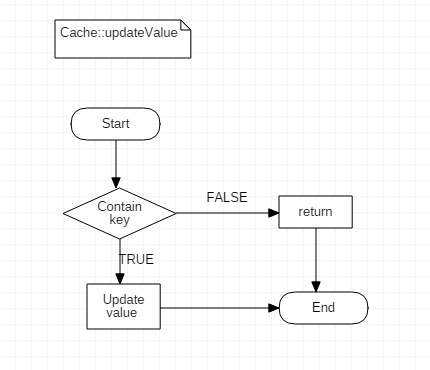 Cache::updateValue
Start
Contain
key
FALSE
return
TRUE
Update
value
End